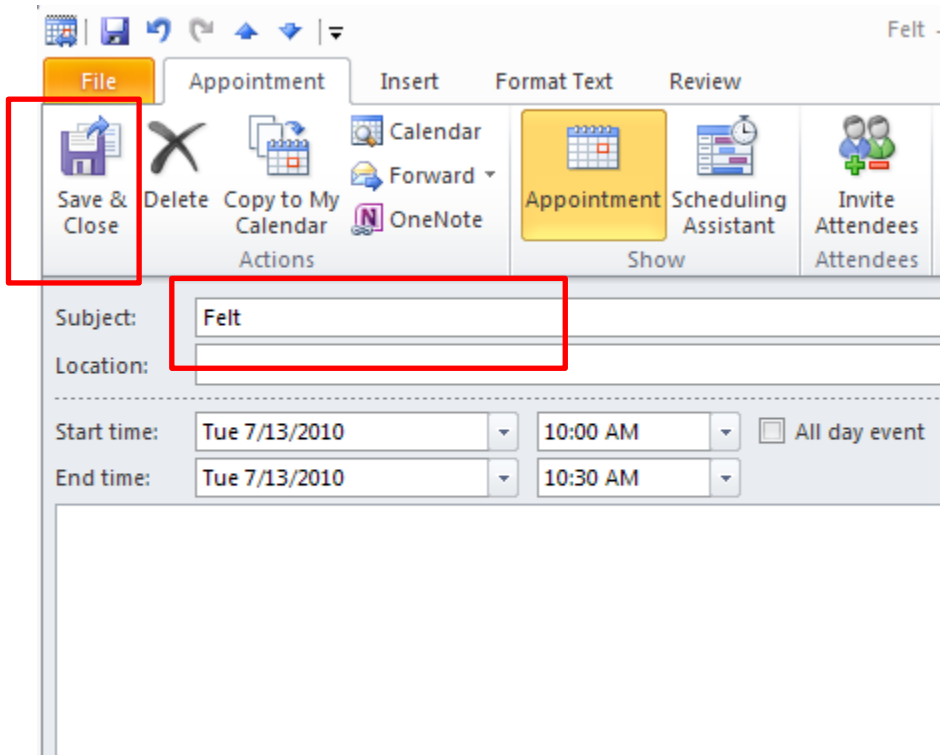 Felt -
File Appointment Insert Format Text Review
Save & Close
Delete
Copy to My Calendar
Calendar
Forward
OneNote
Actions
Appointment
Scheduling Assistant
Show
Invite Attendees
Attendees
Subject: Felt
Location:
Start time: Tue 7/13/2010 10:00 AM All day event
End time: Tue 7/13/2010 10:30 AM